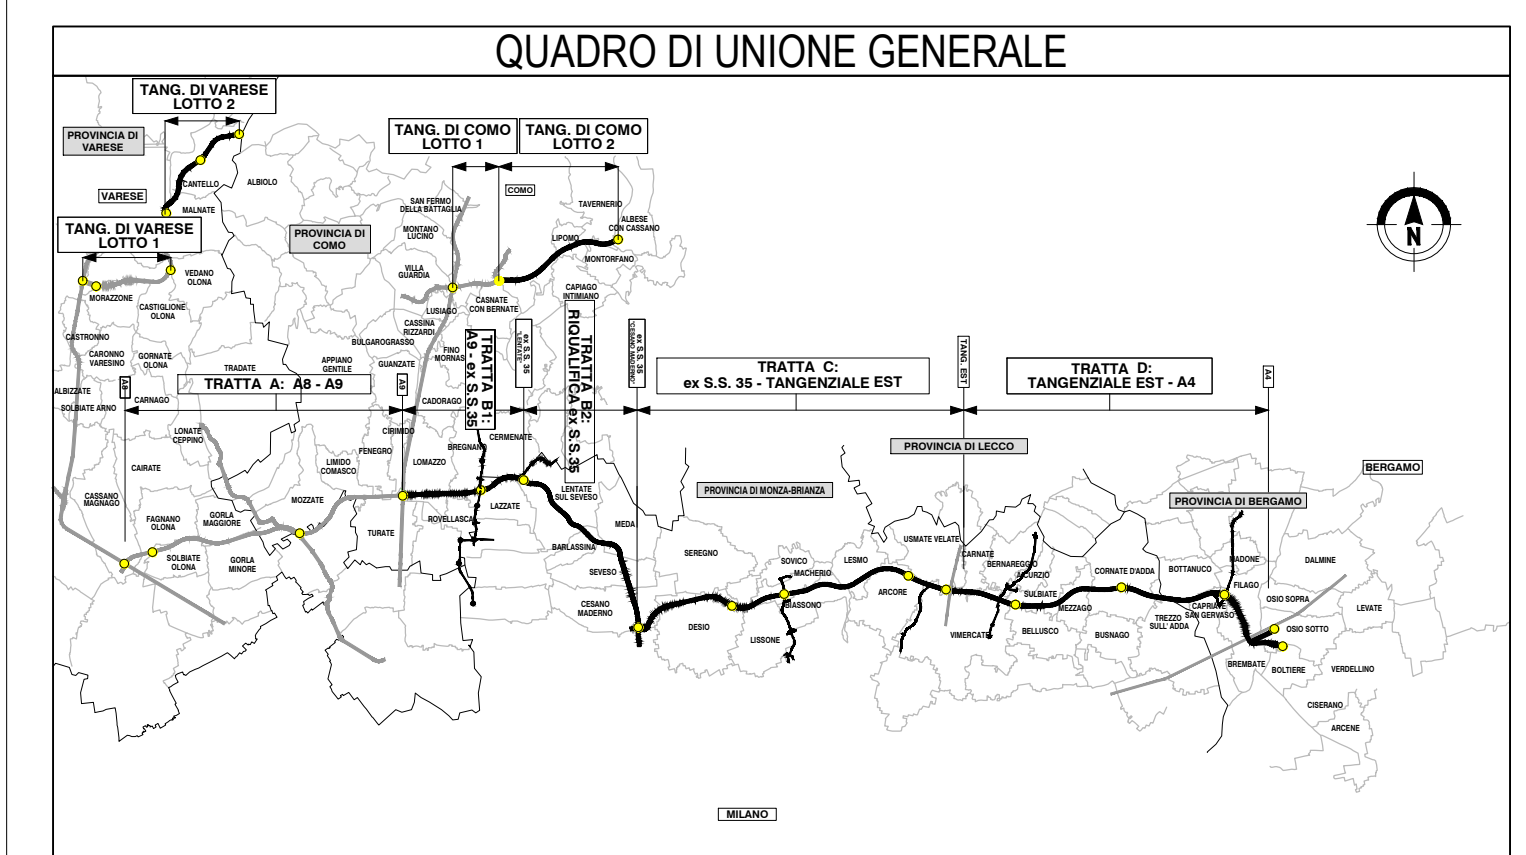 QUADRO DI UNIONE GENERALE
TANG. DI VARESE
LOTTO 2
PROVINCIA DI
VARESE
TANG. DI COMO
LOTTO 1
TANG. DI COMO
LOTTO 2
CANTELLO
ALBIOLO
VARESE
MALNATE
COMO
SAN FERMO
DELLA BATTAGLIA
TAVERNERIO
ALBESE
CON CASSANO
TANG. DI VARESE
LOTTO 1
PROVINCIA DI
COMO
MONTANO
LUCINO
LIPOMO
MONTORFANO
N
VEDANO
OLONA
VILLA
GUARDIA
MORAZZONE
CASTIGLIONE
OLONA
LUSIAGO
CASNATE
CON BERNATE
CAPIAGO
INTIMIANO
CASTRONNO
CASSINA
RIZZARDI
BULGAROGRASSO
CARONNO
VARESINO
GORNATE
OLONA
TRADATE
APPIANO
GENTILE
GUANZATE
FINO
MORNAS
TRATTA B1:
A9 - ex S.S.35
ex S.S. 35
"LENTATE"
TRATTA B2:
RIQUALIFICA ex S.S.35
ex S.S. 35
"CESANO MADERNO"
TRATTA C:
ex S.S. 35 - TANGENZIALE EST
TANG. EST
TRATTA D:
TANGENZIALE EST - A4
A4
ALBIZZATE
A8
TRATTA A: A8 - A9
A9
SOLBIATE ARNO
CARNAGO
CADORAGO
LONATE
CEPPINO
CIRIMIDO
CERMENATE
FENEGRO
BREGNANO
PROVINCIA DI LECCO
CAIRATE
LIMIDO
COMASCO
LOMAZZO
BERGAMO
CASSANO
MAGNAGO
MOZZATE
LENTATE
SUL SEVESO
PROVINCIA DI MONZA-BRIANZA
PROVINCIA DI BERGAMO
FAGNANO
OLONA
GORLA
MAGGIORE
ROVELLASCA
LAZZATE
MEDA
TURATE
USMATE VELATE
SOLBIATE
OLONA
GORLA
MINORE
BARLASSINA
SEREGNO
SOVICO
MACHERIO
LESMO
CARNATE
BERNAREGGIO
MADONE
DALMINE
SEVESO
ACURZIO
CORNATE D'ADDA
BOTTANUCO
FILAGO
CESANO
MADERNO
BIASSONO
ARCORE
SULBIATE
MEZZAGO
CAPRIATE
SAN GERVASO
OSIO SOPRA
LEVATE
DESIO
LISSONE
VIMERCATE
BELLUSCO
BUSNAGO
TREZZO
SULL' ADDA
OSIO SOTTO
BREMBATE
BOLTIERE
VERDELLINO
CISERANO
ARCENE
MILANO